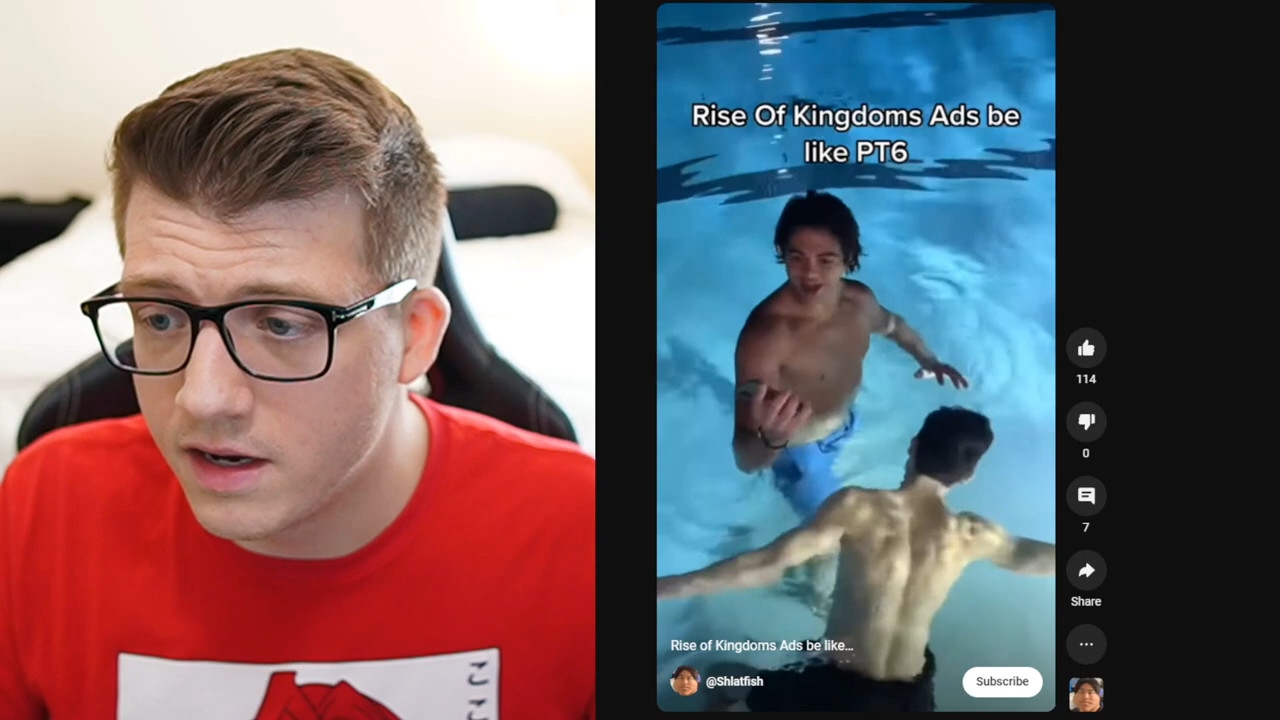 Rise Of Kingdoms Ads be
like PT6
114
0
7
Share
Rise of Kingdoms Ads be like...
@Shlatfish
Subscribe